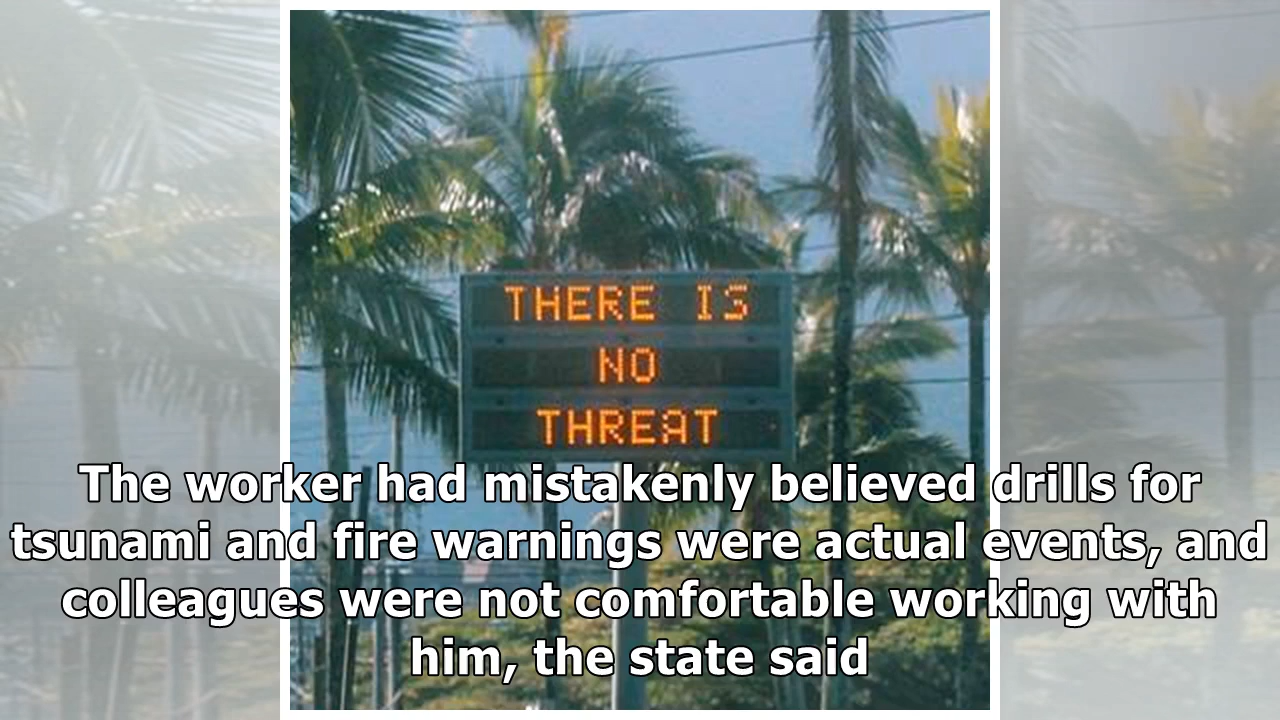 THERE IS
NO
THREAT
The worker had mistakenly believed drills for
tsunami and fire warnings were actual events, and
colleagues were not comfortable working with
him, the state said